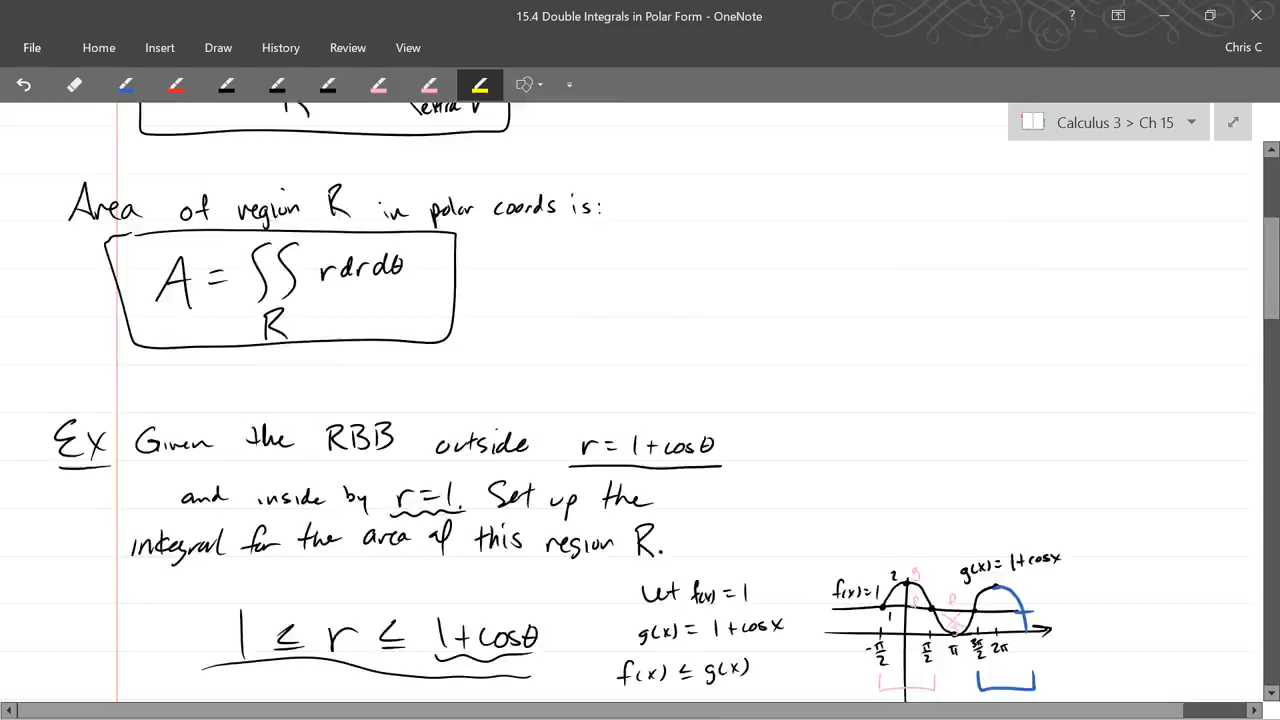 15.4 Double Integrals in Polar Form - OneNote
File Home Insert Draw History Review View
Chris C
Calculus 3 > Ch 15
R extra r
Area of region R in polar coords is:
A = ∬ r dr dθ
R
Ex Given the RBB outside r = 1 + cosθ
and inside by r = 1. Set up the
integral for the area of this region R.
1 ≤ r ≤ 1 + cosθ
Let f(x) = 1
g(x) = 1 + cos x
f(x) ≤ g(x)
g(x) = 1 + cos x
f(x) = 1
2
g
1
-π/2 π/2 π 3π/2 2π